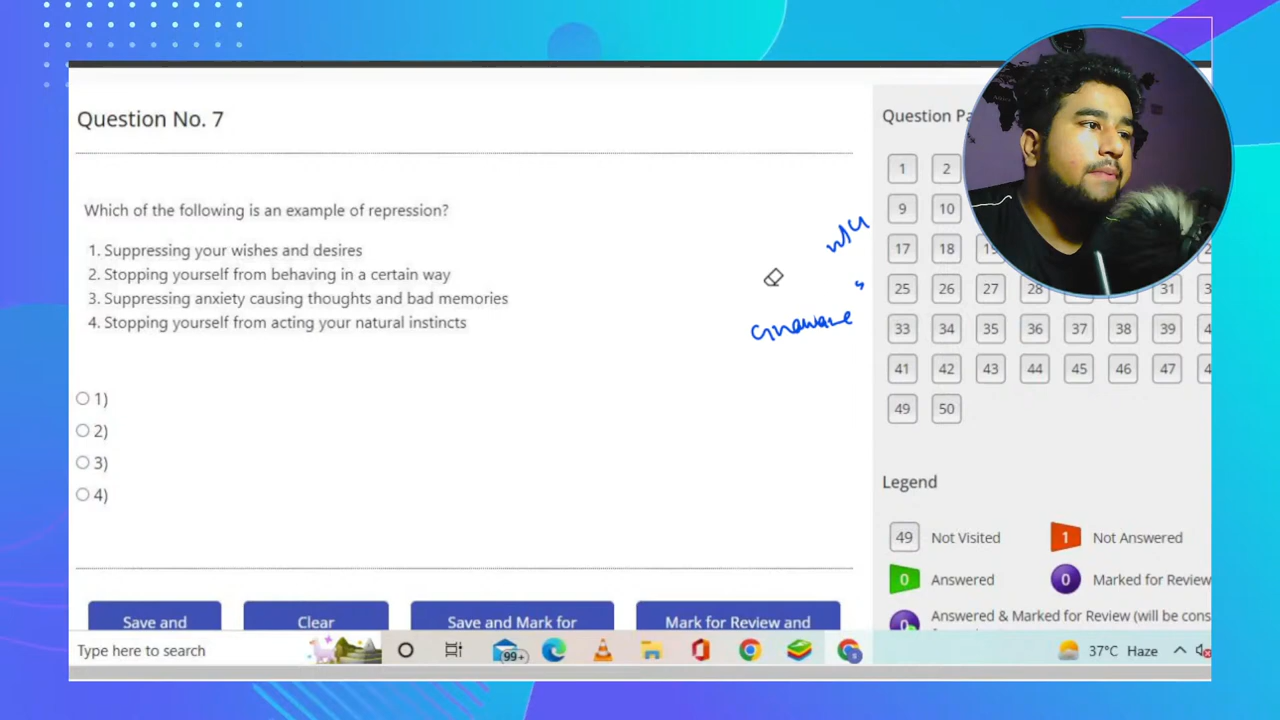 Question No. 7
Question Pa
Which of the following is an example of repression?
1. Suppressing your wishes and desires
2. Stopping yourself from behaving in a certain way
3. Suppressing anxiety causing thoughts and bad memories
4. Stopping yourself from acting your natural instincts
1)
2)
3)
4)
1 2
9 10
17 18
25 26 27 28 31 3
33 34 35 36 37 38 39 4
41 42 43 44 45 46 47 4
49 50
Legend
49 Not Visited 1 Not Answered
0 Answered 0 Marked for Review
Answered & Marked for Review (will be cons
Save and Clear Save and Mark for Mark for Review and
Type here to search 99+ 37°C Haze